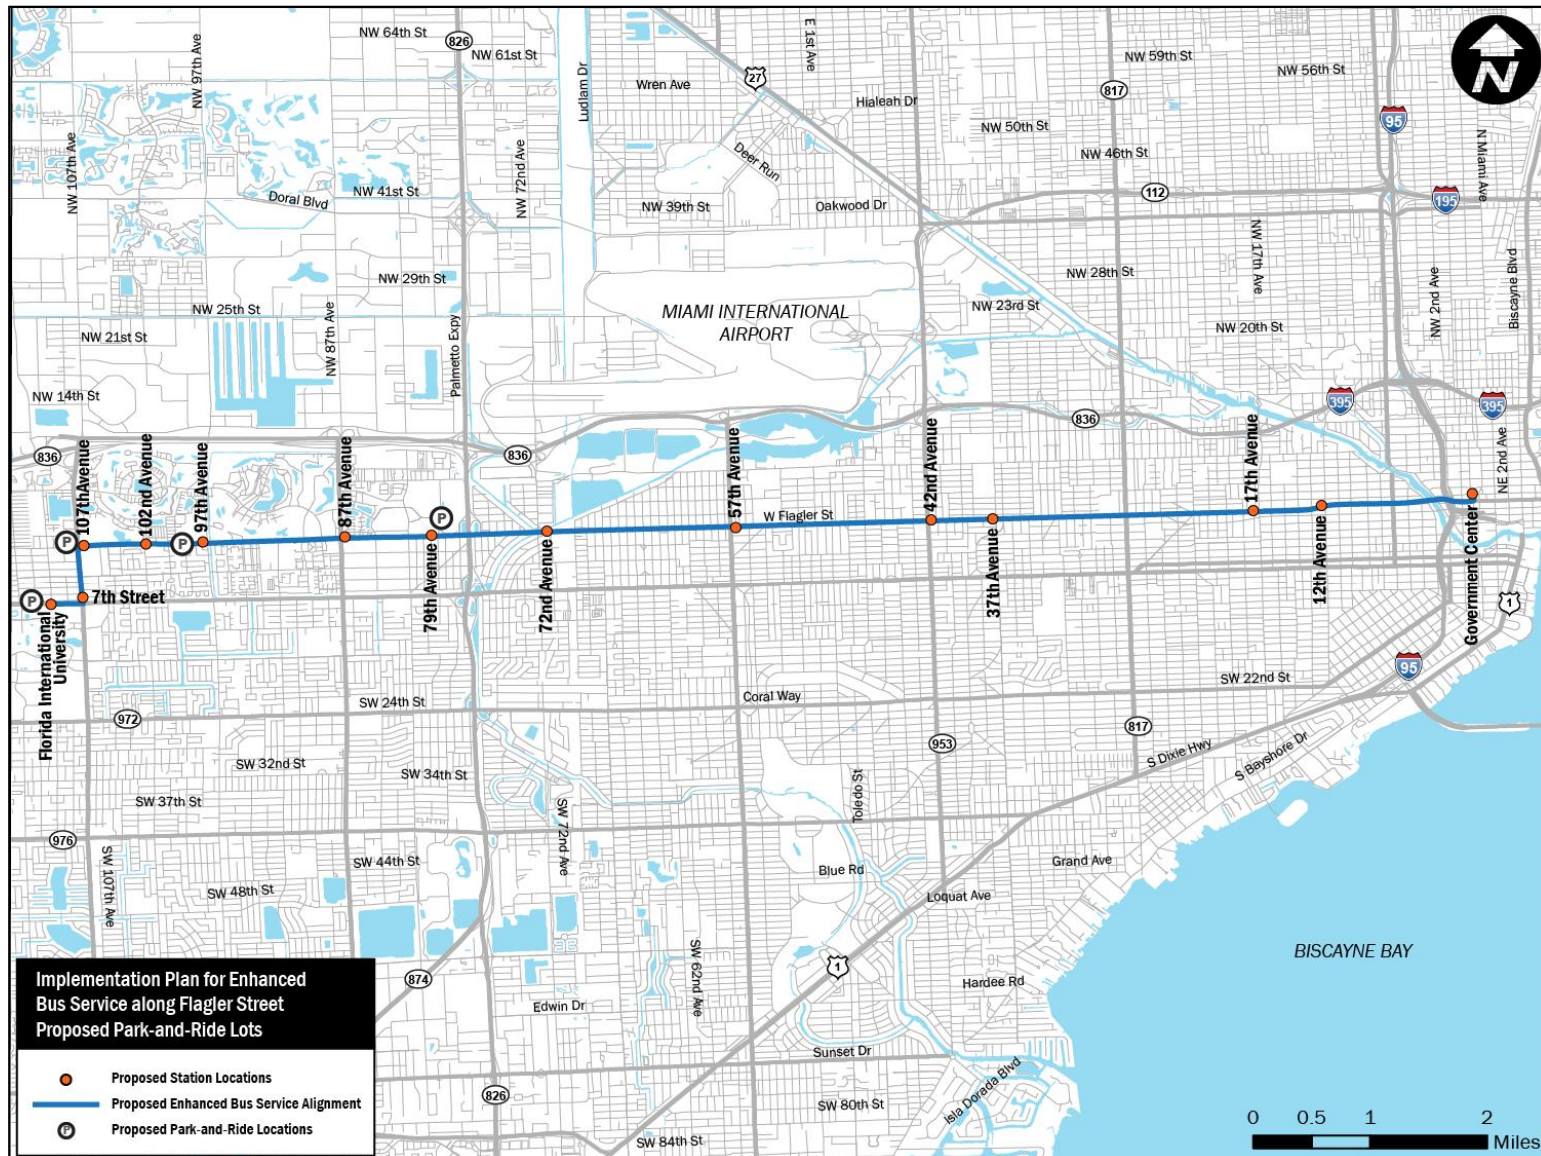 NW 64th St
826
NW 61st St
NW 97th Ave
Ludlam Dr
Wren Ave
27
E 1st Ave
Hialeah Dr
NW 59th St
NW 56th St
817
95
N
NW 107th Ave
NW 50th St
NW 46th St
N Miami Ave
NW 72nd Ave
Deer Run
NW 41st St
Doral Blvd
NW 39th St
Oakwood Dr
112
195
NW 29th St
NW 28th St
NW 17th Ave
NW 2nd Ave
Biscayne Blvd
NW 25th St
NW 21st St
NW 87th Ave
Palmetto Expy
MIAMI INTERNATIONAL
AIRPORT
NW 23rd St
NW 20th St
NW 14th St
395
395
836
836
836
107thAvenue
102nd Avenue
97th Avenue
87th Avenue
57th Avenue
42nd Avenue
17th Avenue
NE 2nd Ave
W Flagler St
P
P
P
P
79th Avenue
72nd Avenue
37th Avenue
12th Avenue
Government Center
7th Street
Florida International
University
1
95
SW 24th St
Coral Way
SW 22nd St
972
953
817
SW 32nd St
SW 34th St
S Dixie Hwy
S Bayshore Dr
SW 37th St
SW 72nd Ave
Toledo St
976
SW 107th Ave
SW 44th St
SW 48th St
Blue Rd
Grand Ave
Loquat Ave
SW 62nd Ave
874
1
Hardee Rd
BISCAYNE BAY
Edwin Dr
Sunset Dr
Isla Dorada Blvd
826
SW 80th St
SW 84th St
Implementation Plan for Enhanced
Bus Service along Flagler Street
Proposed Park-and-Ride Lots
Proposed Station Locations
Proposed Enhanced Bus Service Alignment
P Proposed Park-and-Ride Locations
0 0.5 1 2
Miles